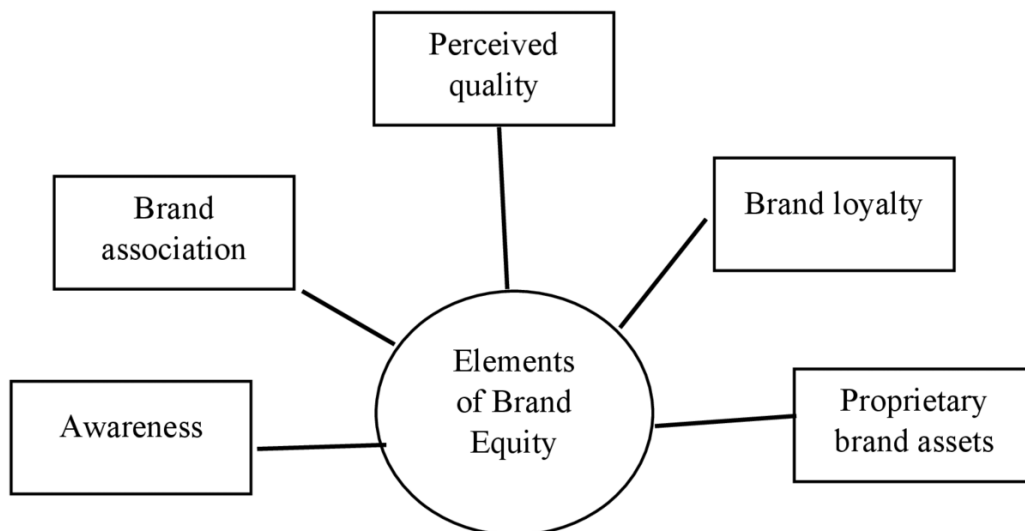 Perceived
quality
Brand
association
Brand loyalty
Elements
of Brand
Equity
Awareness
Proprietary
brand assets